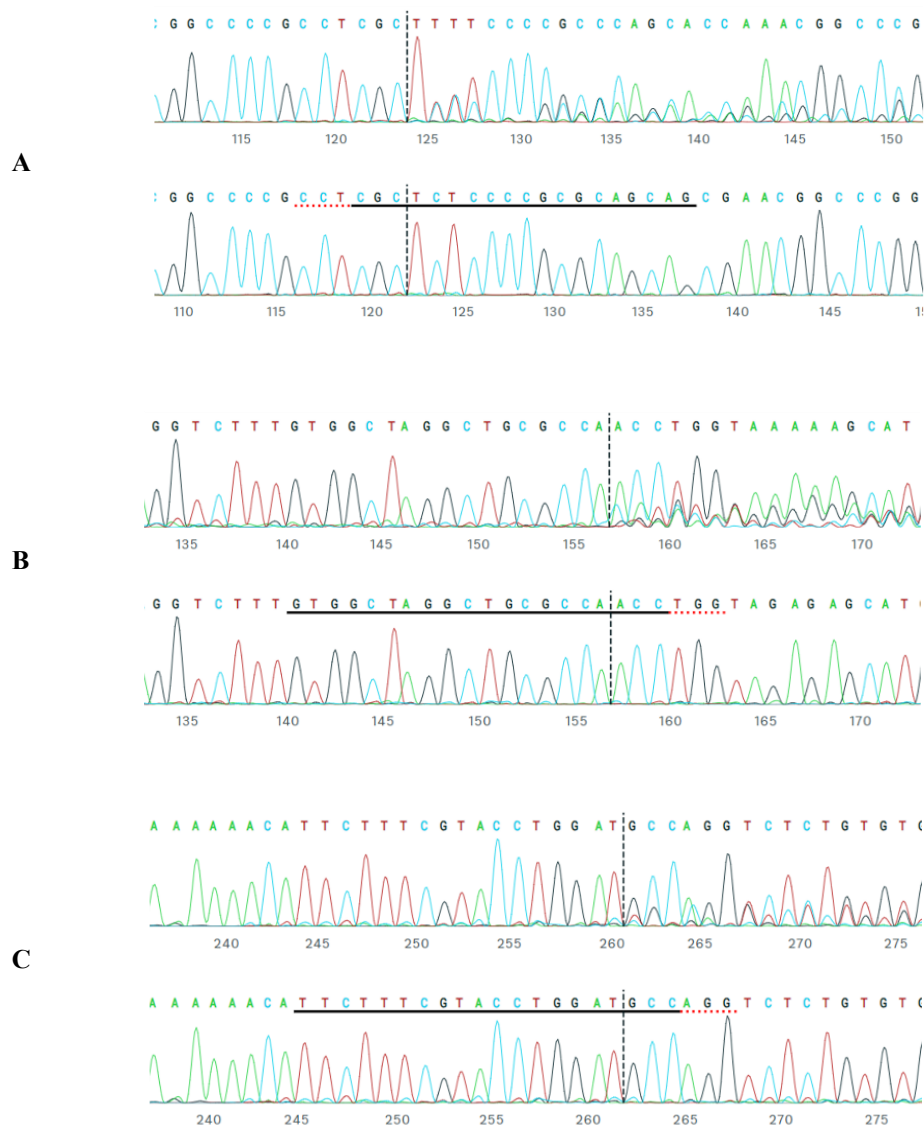 G G C C C C G C C T C G C T T T T C C C C G C C C A G C A C C A A A C G G C C C G
115 120 125 130 135 140 145 150
A
G G C C C C G C C T C G C T C T C C C C G C G C A G C A G C G A A C G G C C C G G
110 115 120 125 130 135 140 145
G G T C T T T G T G G C T A G G C T G C G C C A A C C T G G T A A A A A G C A T
135 140 145 150 155 160 165 170
B
G G T C T T T G T G G C T A G G C T G C G C C A A C C T G G T A G A G A G C A T
135 140 145 150 155 160 165 170
A A A A A A C A T T C T T T C G T A C C T G G A T G C C A G G T C T C T G T G T G
240 245 250 255 260 265 270 275
C
A A A A A A C A T T C T T T C G T A C C T G G A T G C C A G G T C T C T G T G T G
240 245 250 255 260 265 270 275